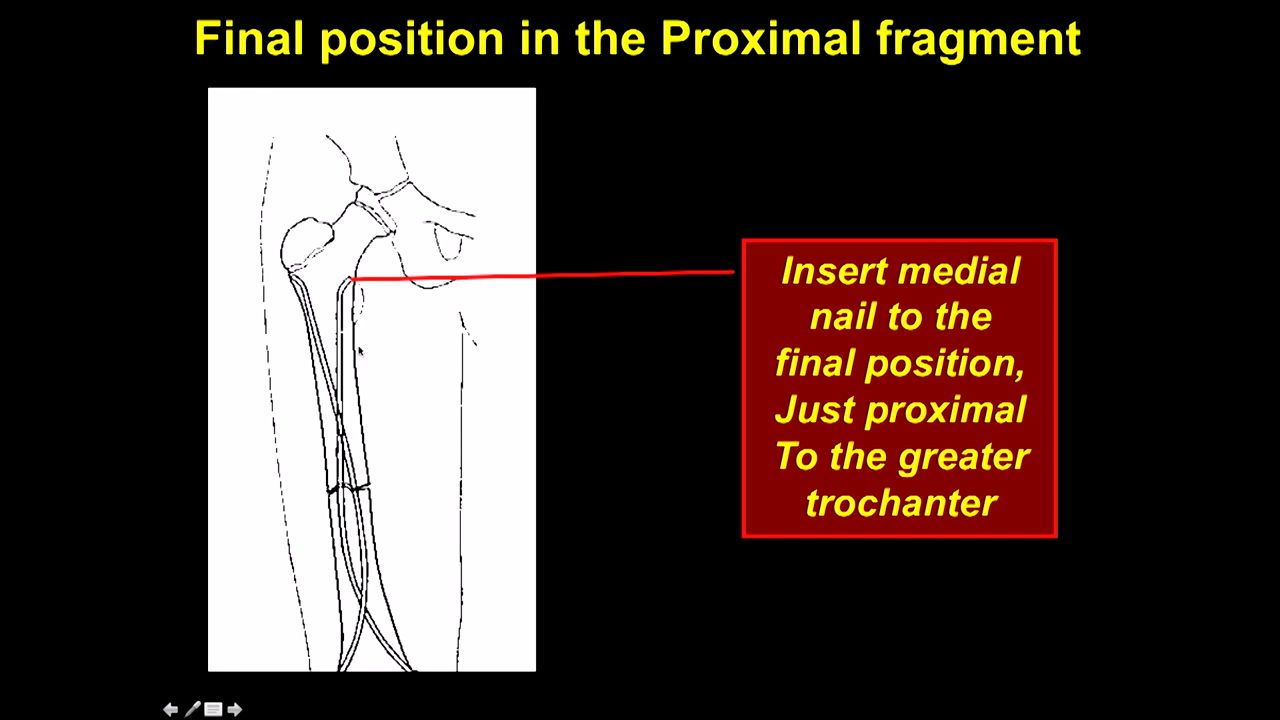 Final position in the Proximal fragment
Insert medial
nail to the
final position,
Just proximal
To the greater
trochanter